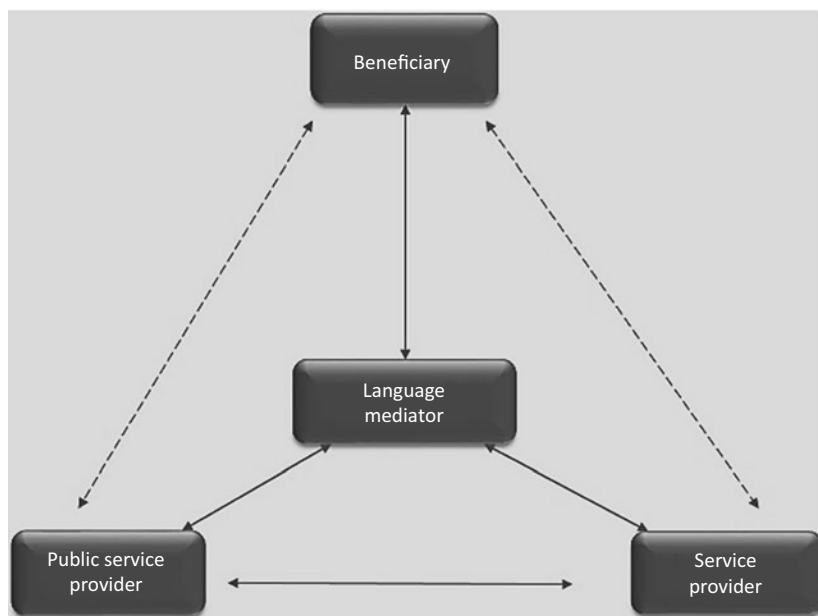 Beneficiary
Language
mediator
Public service
provider
Service
provider